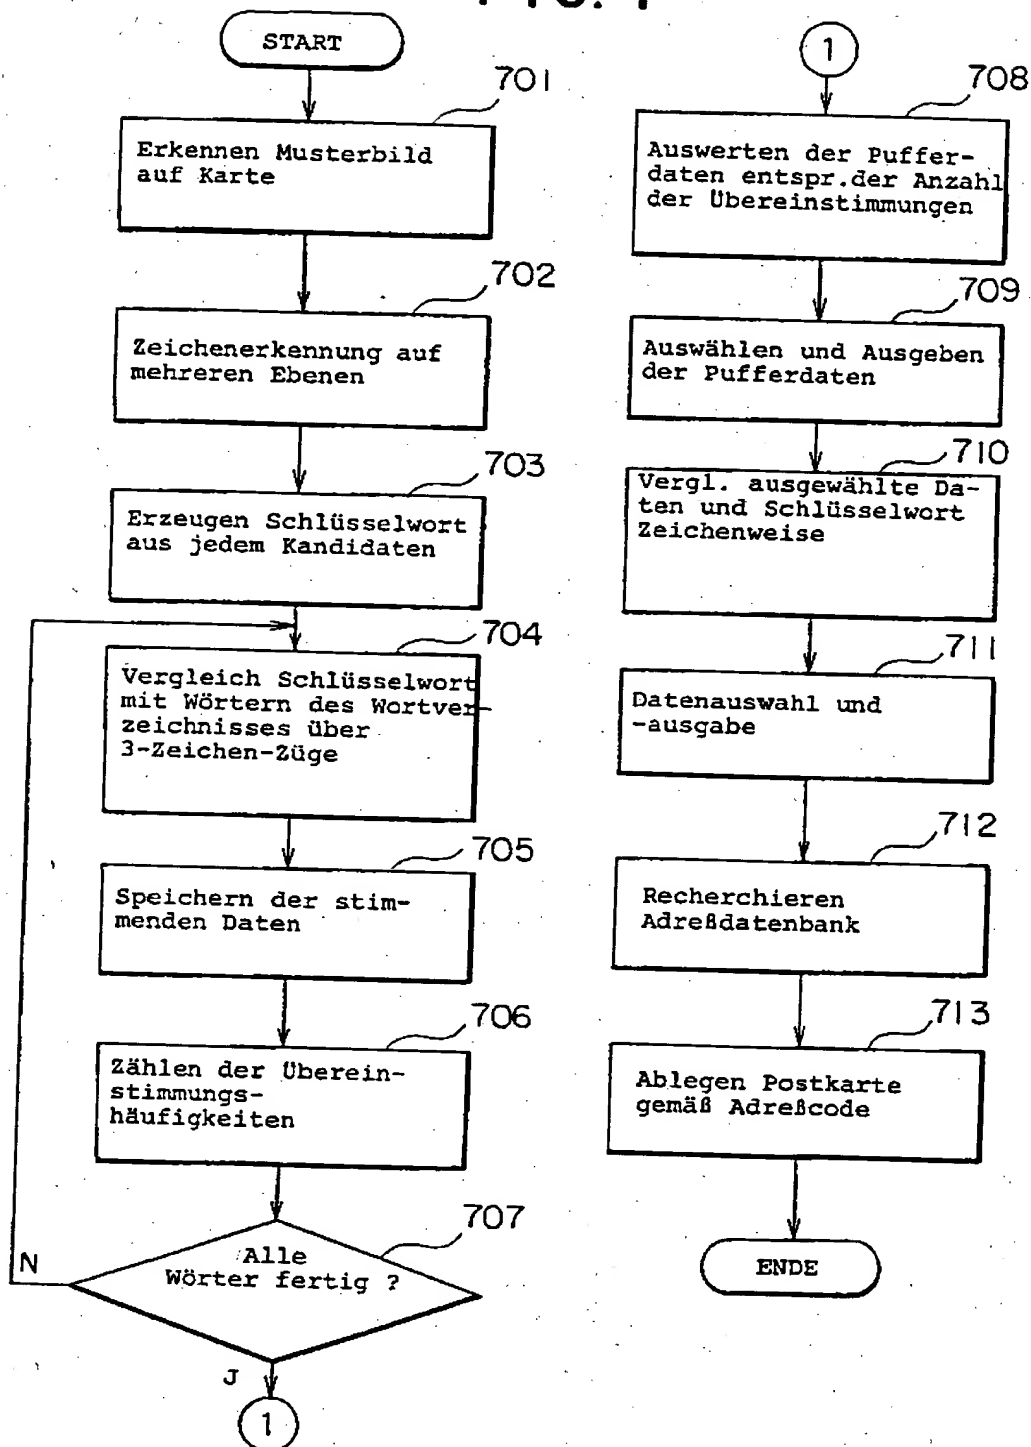 START
701
Erkennen Musterbild
auf Karte
702
Zeichenerkennung auf
mehreren Ebenen
703
Erzeugen Schlüsselwort
aus jedem Kandidaten
704
Vergleich Schlüsselwort
mit Wörtern des Wortver-
zeichnisses über
3-Zeichen-Züge
705
Speichern der stim-
menden Daten
706
Zählen der Überein-
stimmungs-
häufigkeiten
707
Alle
Wörter fertig ?
N
J
1
1
708
Auswerten der Puffer-
daten entspr.der Anzahl
der Übereinstimmungen
709
Auswählen und Ausgeben
der Pufferdaten
710
Vergl. ausgewählte Da-
ten und Schlüsselwort
Zeichenweise
711
Datenauswahl und
-ausgabe
712
Recherchieren
Adreßdatenbank
713
Ablegen Postkarte
gemäß Adreßcode
ENDE